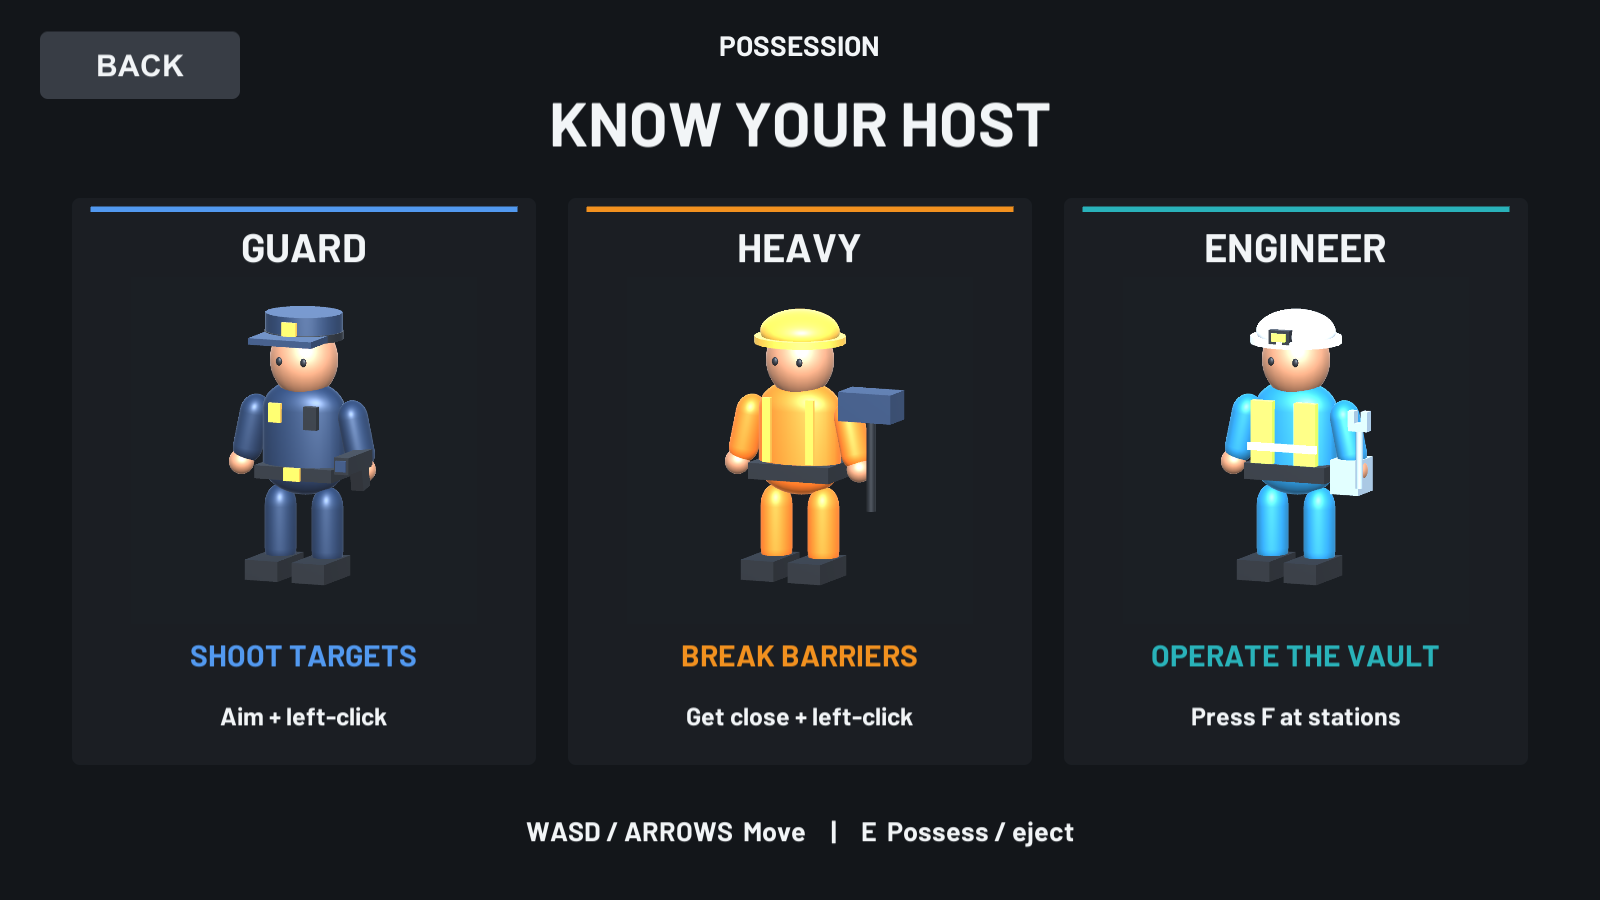 BACK
POSSESSION
KNOW YOUR HOST
GUARD
SHOOT TARGETS
Aim + left-click
HEAVY
BREAK BARRIERS
Get close + left-click
ENGINEER
OPERATE THE VAULT
Press F at stations
WASD / ARROWS Move | E Possess / eject